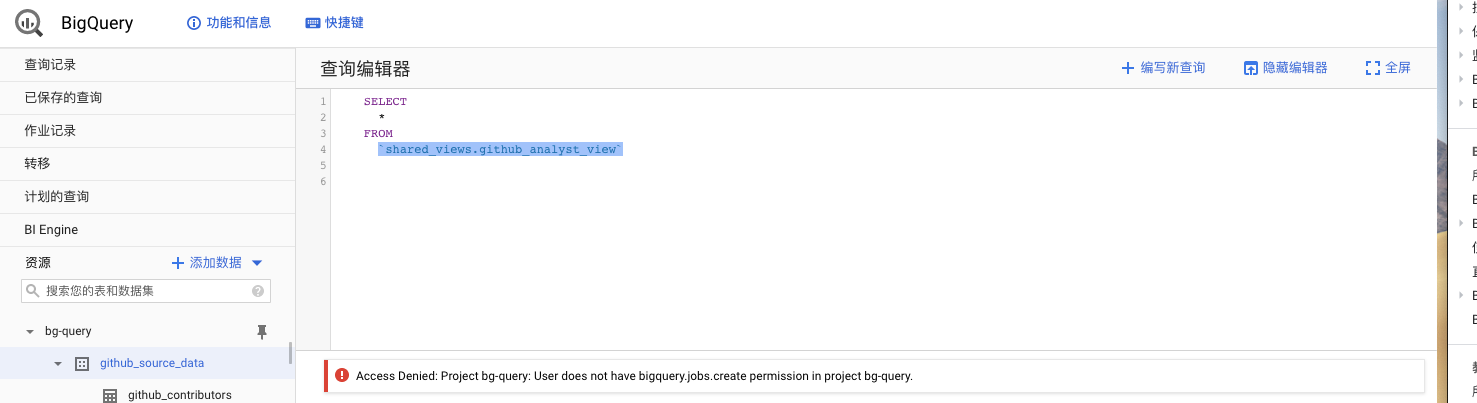 BigQuery
功能和信息
快捷键
查询记录
已保存的查询
作业记录
转移
计划的查询
BI Engine
资源
添加数据
搜索您的表和数据集
bg-query
github_source_data
github_contributors
查询编辑器
编写新查询
隐藏编辑器
全屏
1 SELECT
2 *
3 FROM
4 `shared_views.github_analyst_view`
5
6
Access Denied: Project bg-query: User does not have bigquery.jobs.create permission in project bg-query.